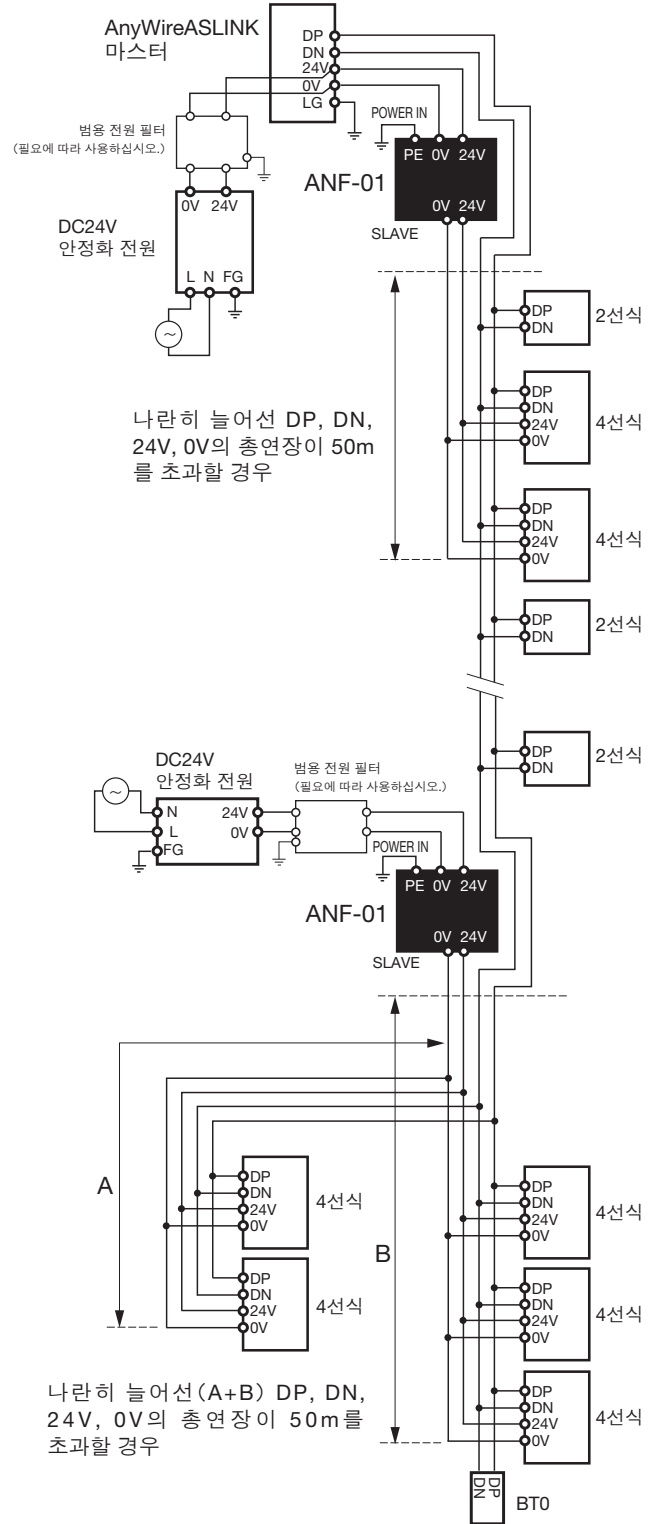 AnyWireASLINK
마스터
DP
DN
24V
0V
LG
범용 전원 필터
(필요에 따라 사용하십시오.)
POWER IN
PE 0V 24V
ANF-01
0V 24V
SLAVE
0V 24V
DC24V
안정화 전원
L N FG
~
DP
DN
2선식
나란히 늘어선 DP, DN,
24V, 0V의 총연장이 50m
를 초과할 경우
DP
DN
24V
0V
4선식
DP
DN
24V
0V
4선식
DP
DN
2선식
DP
DN
2선식
DC24V
안정화 전원
~
N
L
FG
24V
0V
범용 전원 필터
(필요에 따라 사용하십시오.)
POWER IN
PE 0V 24V
ANF-01
0V 24V
SLAVE
A
B
DP
DN
24V
0V
4선식
DP
DN
24V
0V
4선식
DP
DN
24V
0V
4선식
DP
DN
24V
0V
4선식
DP
DN
24V
0V
4선식
나란히 늘어선(A+B) DP, DN,
24V, 0V의 총연장이 50m를
초과할 경우
DP
DN
BT0